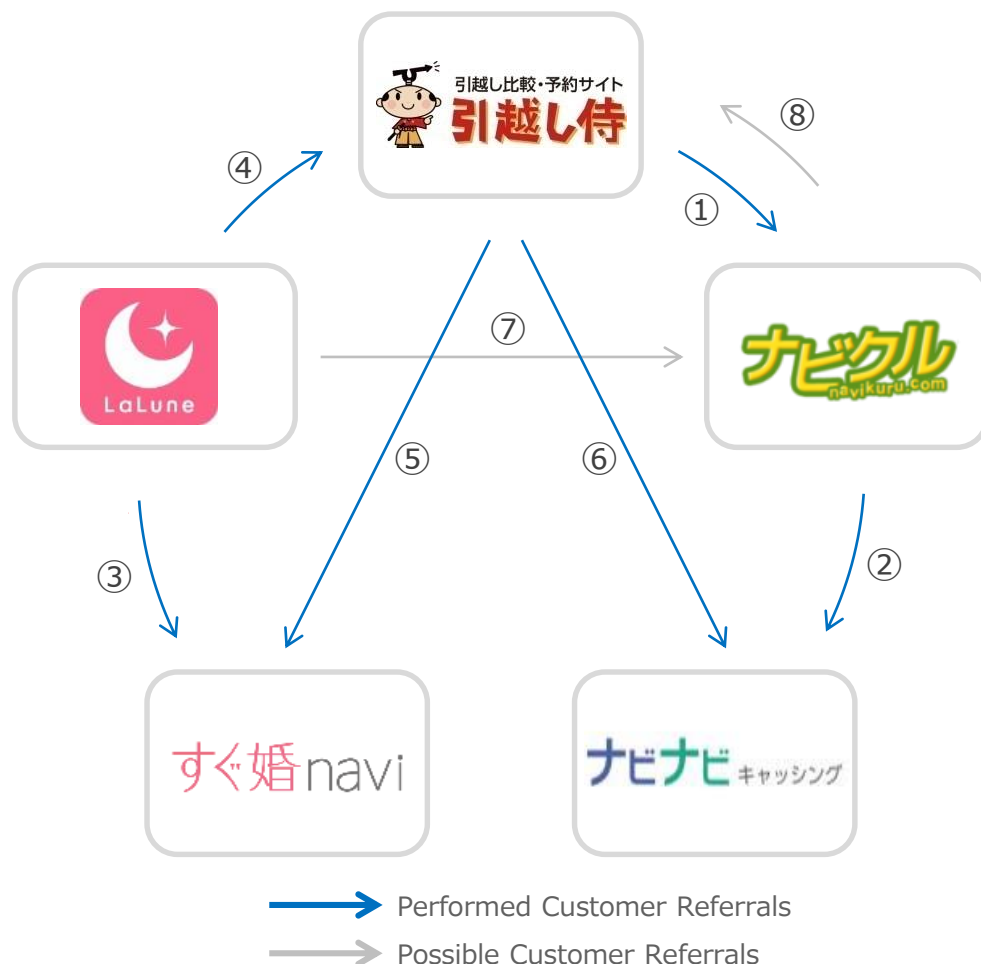 引越し比較・予約サイト
引越し侍
⑧
④
①
LaLune
⑦
ナビクル
navikuru.com
⑤
⑥
③
②
すぐ婚navi
ナビナビキャッシング
Performed Customer Referrals
Possible Customer Referrals